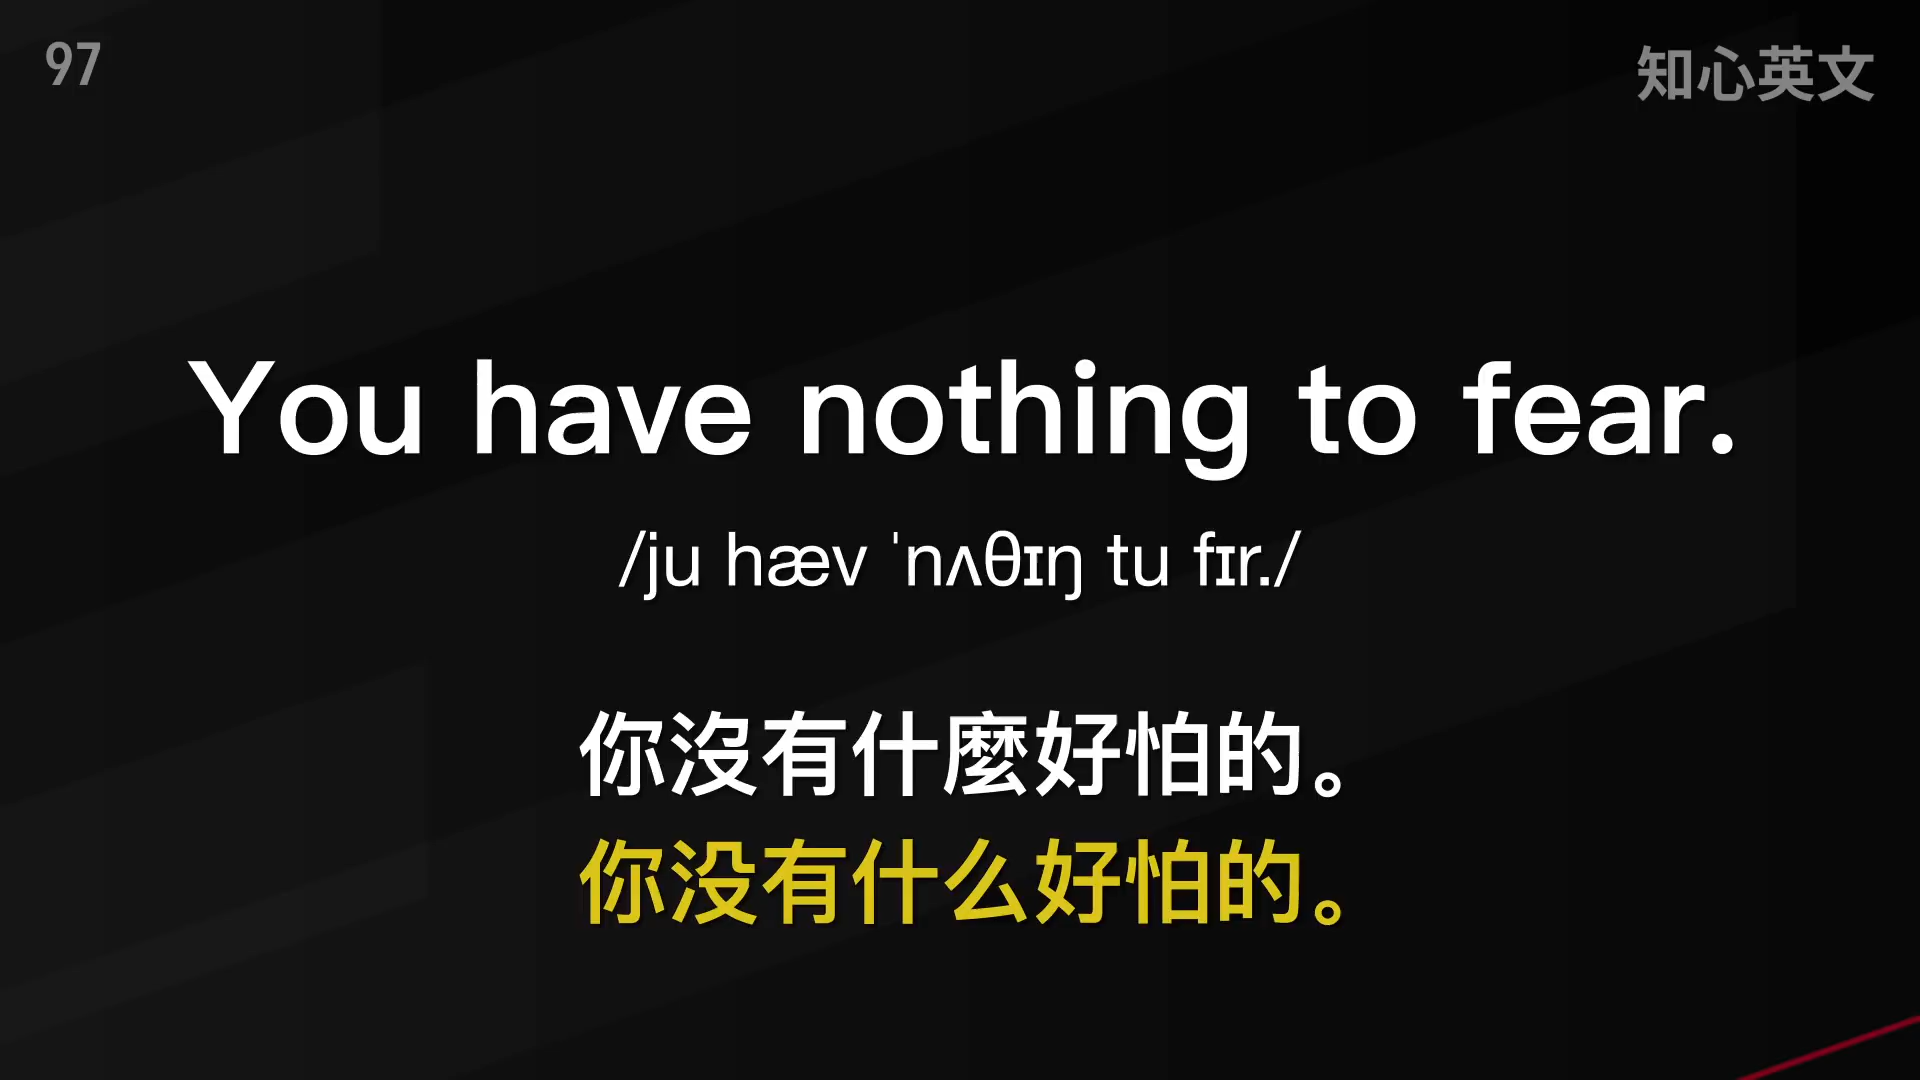 97
知心英文
You have nothing to fear.
/ju hæv ˈnʌθɪŋ tu fɪr./
你沒有什麼好怕的。
你没有什么好怕的。